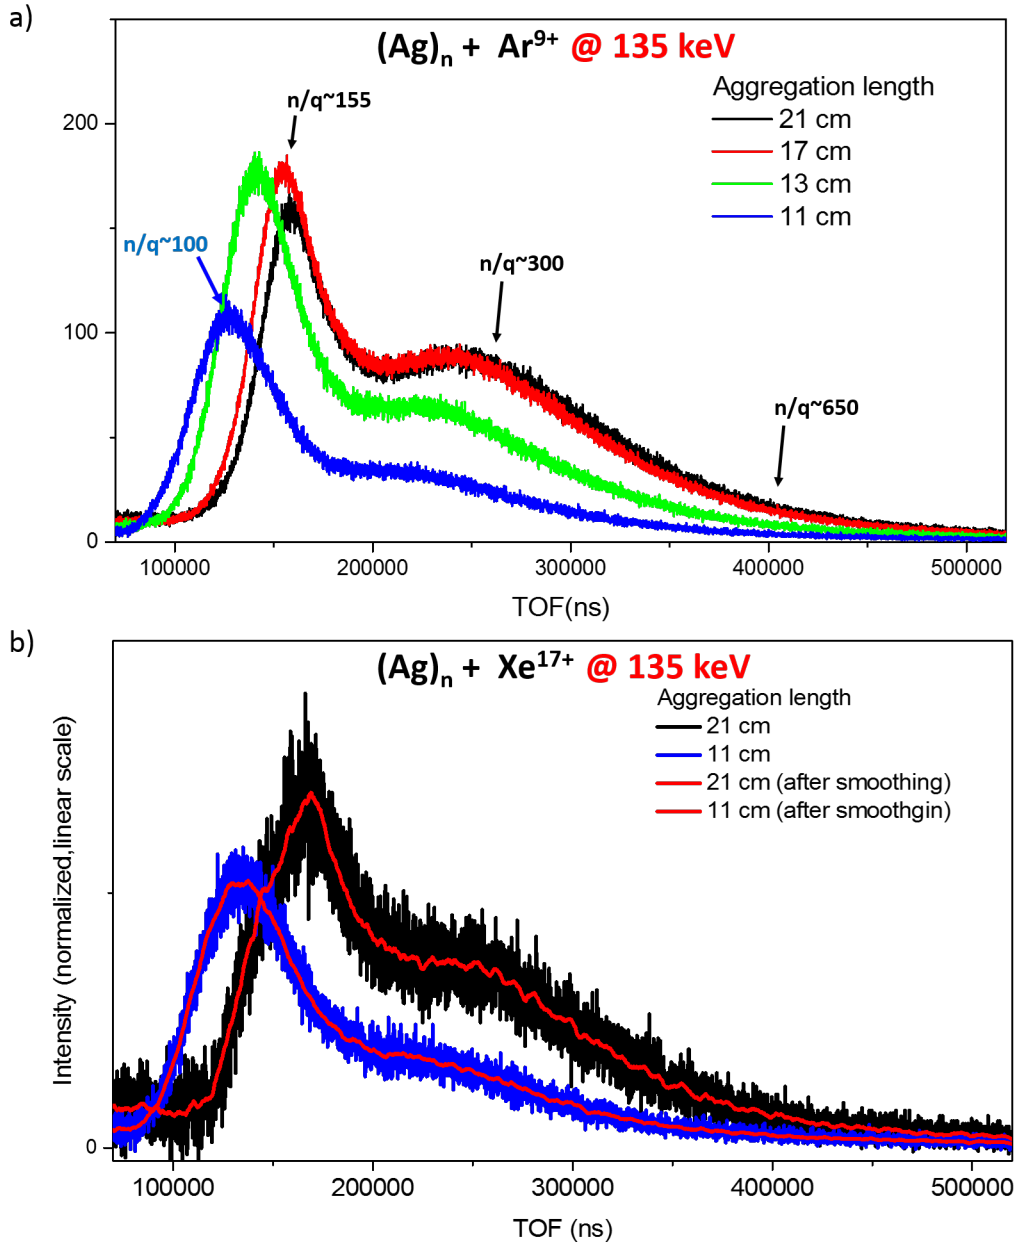 a)
(Ag)n + Ar9+ @ 135 keV
Aggregation length
21 cm
17 cm
13 cm
11 cm
n/q~155
n/q~100
n/q~300
n/q~650
200
100
0
100000
200000
300000
400000
500000
TOF(ns)
b)
(Ag)n + Xe17+ @ 135 keV
Aggregation length
21 cm
11 cm
21 cm (after smoothing)
11 cm (after smoothgin)
Intensity (normalized,linear scale)
0
100000
200000
300000
400000
500000
TOF (ns)